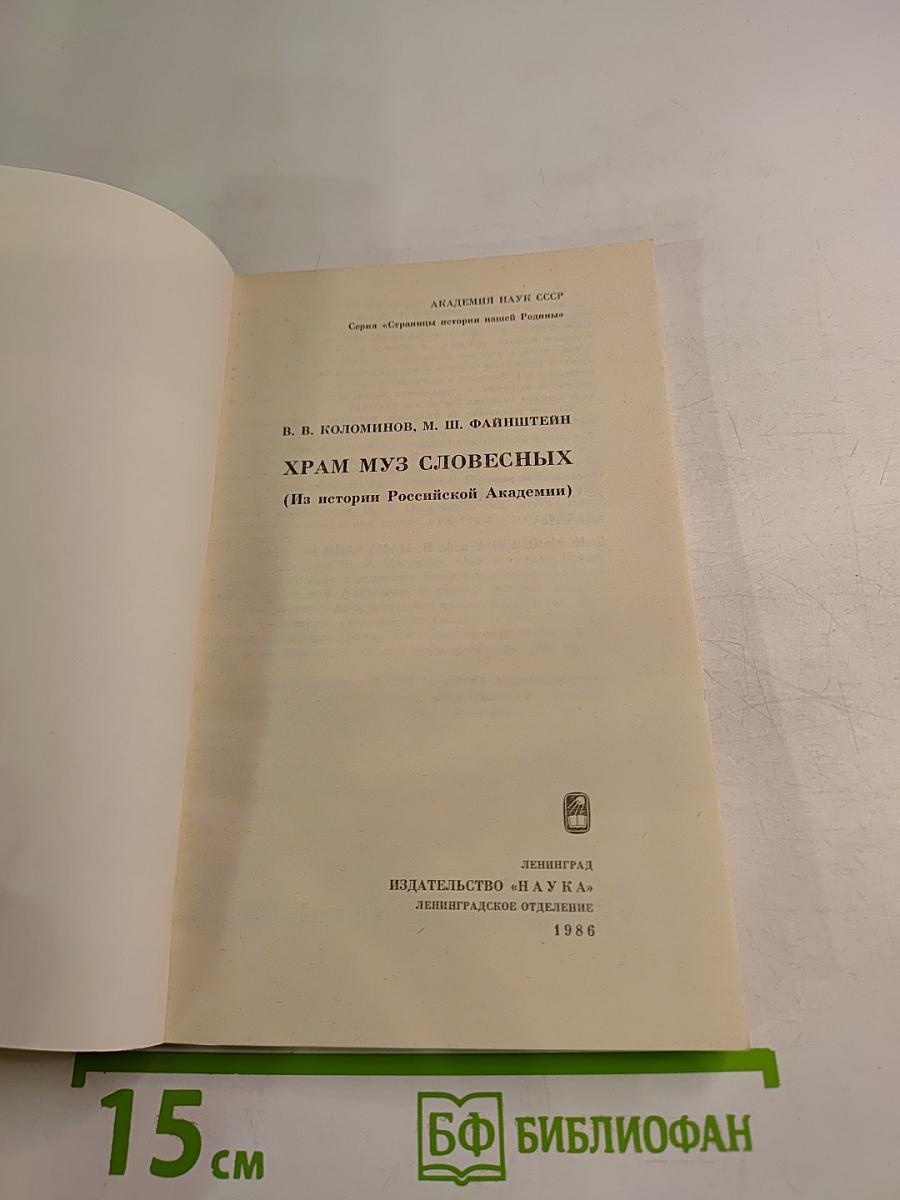 АКАДЕМИЯ НАУК СССР
Серия «Страницы истории нашей Родины»
В. В. КОЛОМИНОВ, М. Ш. ФАЙНШТЕЙН
ХРАМ МУЗ СЛОВЕСНЫХ
(Из истории Российской Академии)
ЛЕНИНГРАД
ИЗДАТЕЛЬСТВО «НАУКА»
ЛЕНИНГРАДСКОЕ ОТДЕЛЕНИЕ
1986
15 см
БФ БИБЛИОФАН